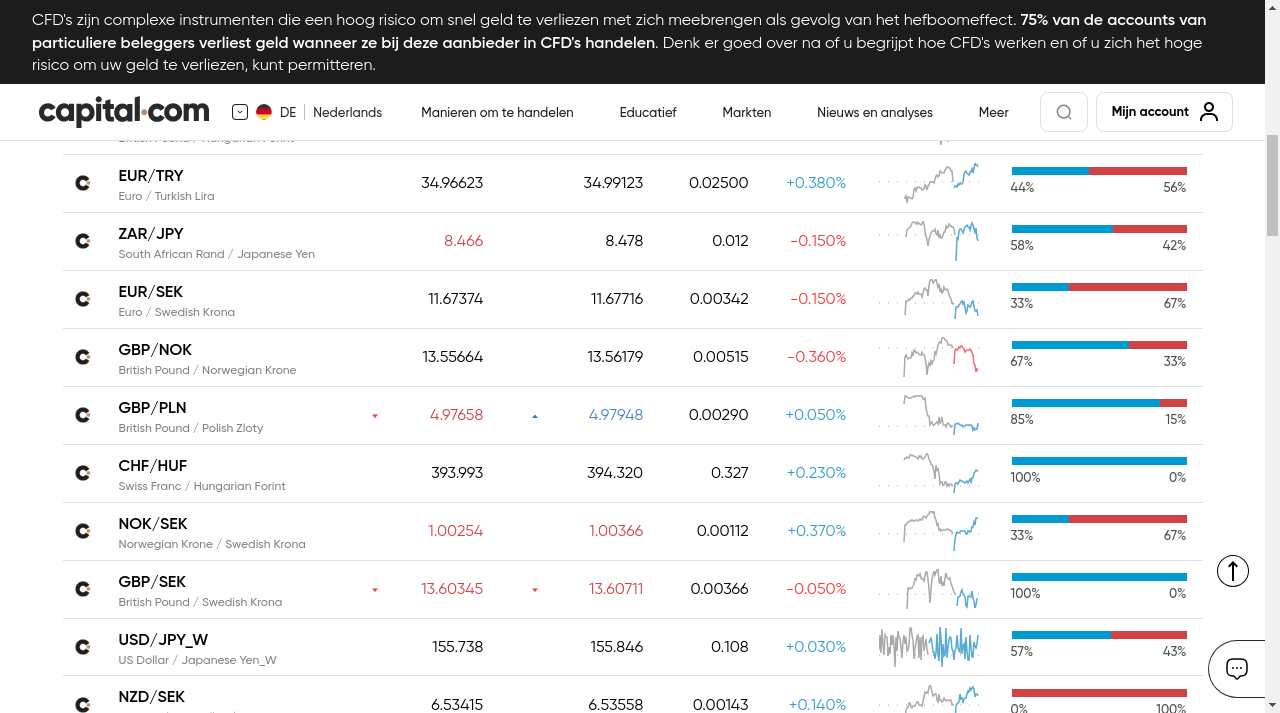 CFD's zijn complexe instrumenten die een hoog risico om snel geld te verliezen met zich meebrengen als gevolg van het hefboomeffect. 75% van de accounts van
particuliere beleggers verliest geld wanneer ze bij deze aanbieder in CFD's handelen. Denk er goed over na of u begrijpt hoe CFD's werken en of u zich het hoge
risico om uw geld te verliezen, kunt permitteren.
capital.com DE Nederlands Manieren om te handelen Educatief Markten Nieuws en analyses Meer Mijn account
British Pound / Hungarian Forint
EUR/TRY 34.96623 34.99123 0.02500 +0.380%
Euro / Turkish Lira 44% 56%
ZAR/JPY 8.466 8.478 0.012 -0.150%
South African Rand / Japanese Yen 58% 42%
EUR/SEK 11.67374 11.67716 0.00342 -0.150%
Euro / Swedish Krona 33% 67%
GBP/NOK 13.55664 13.56179 0.00515 -0.360%
British Pound / Norwegian Krone 67% 33%
GBP/PLN 4.97658 4.97948 0.00290 +0.050%
British Pound / Polish Zloty 85% 15%
CHF/HUF 393.993 394.320 0.327 +0.230%
Swiss Franc / Hungarian Forint 100% 0%
NOK/SEK 1.00254 1.00366 0.00112 +0.370%
Norwegian Krone / Swedish Krona 33% 67%
GBP/SEK 13.60345 13.60711 0.00366 -0.050%
British Pound / Swedish Krona 100% 0%
USD/JPY_W 155.738 155.846 0.108 +0.030%
US Dollar / Japanese Yen_W 57% 43%
NZD/SEK 6.53415 6.53558 0.00143 +0.140%
0% 100%